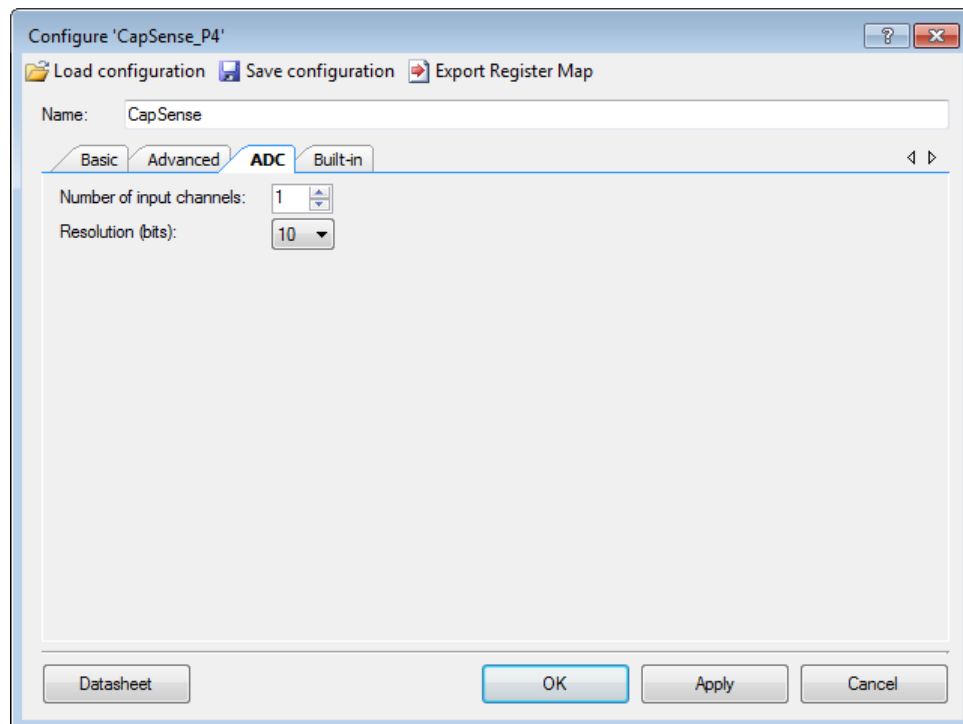 Configure 'CapSense_P4'
Load configuration Save configuration Export Register Map
Name: CapSense
Basic Advanced ADC Built-in
Number of input channels: 1
Resolution (bits): 10
Datasheet OK Apply Cancel